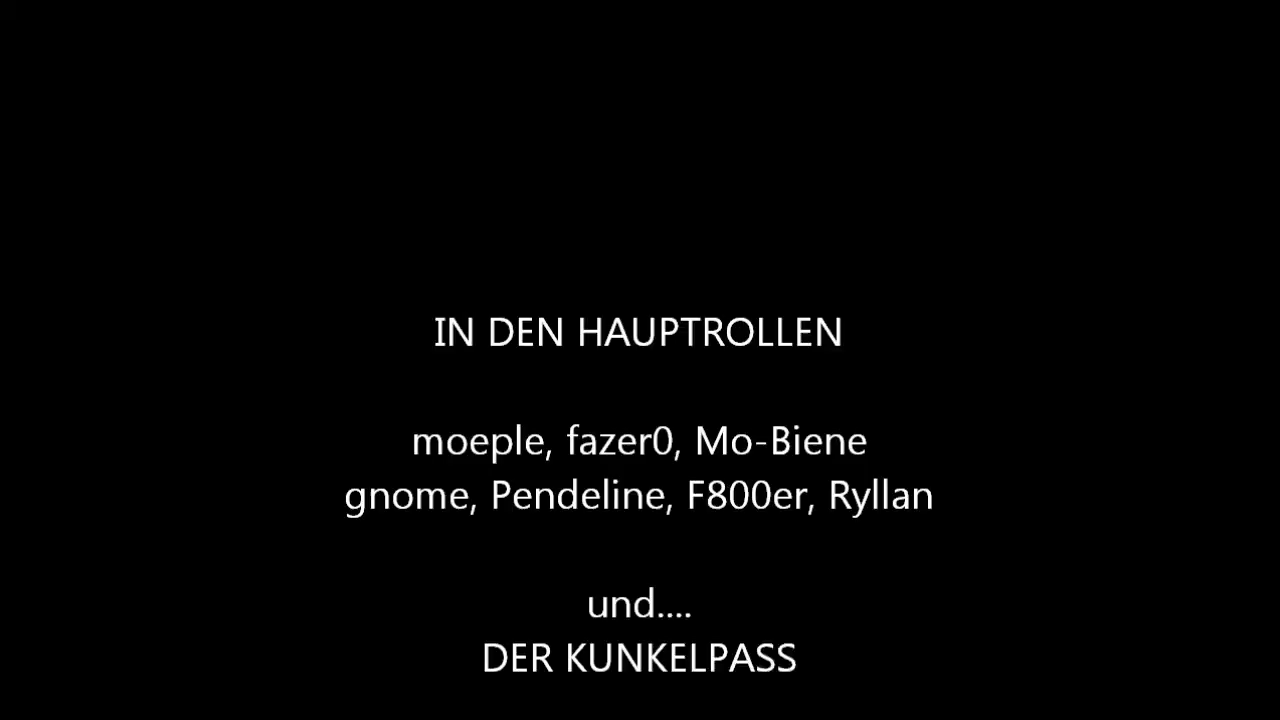 IN DEN HAUPTROLLEN
moeple, fazer0, Mo-Biene
gnome, Pendeline, F800er, Ryllan
und....
DER KUNKELPASS